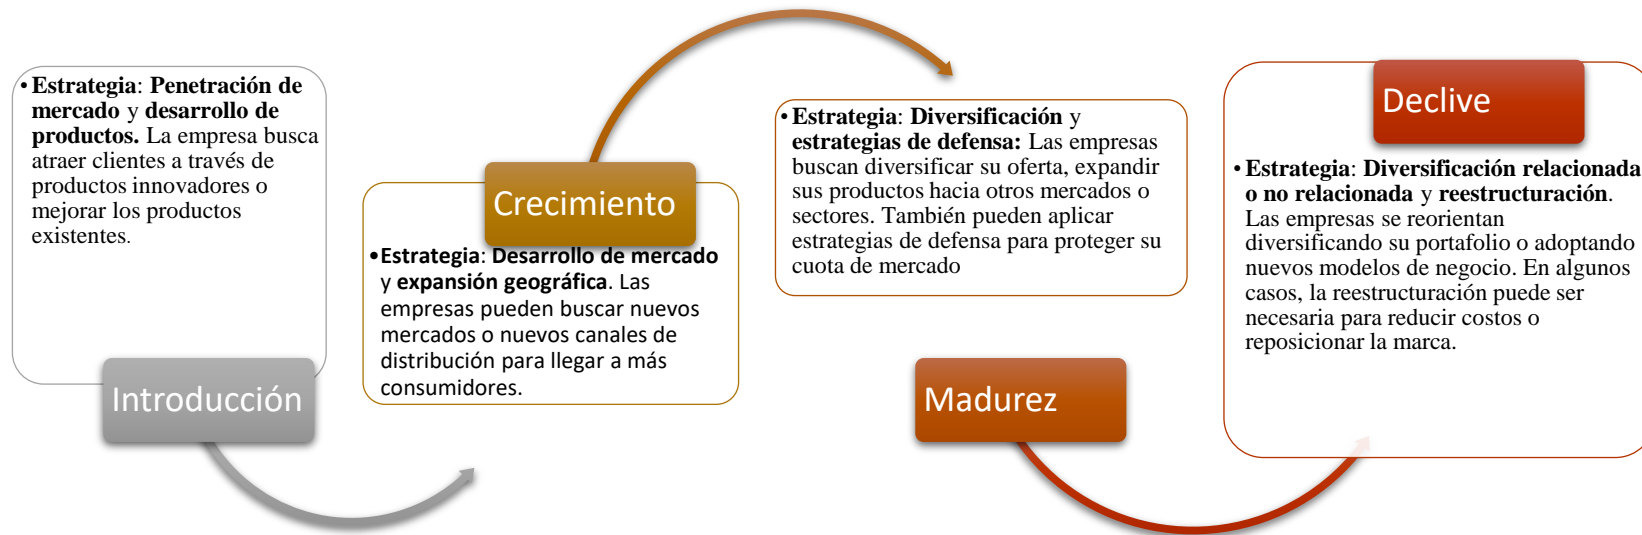 • Estrategia: Penetración de
mercado y desarrollo de
productos. La empresa busca
atraer clientes a través de
productos innovadores o
mejorar los productos
existentes.
Introducción
Crecimiento
•Estrategia: Desarrollo de mercado
y expansión geográfica. Las
empresas pueden buscar nuevos
mercados o nuevos canales de
distribución para llegar a más
consumidores.
• Estrategia: Diversificación y
estrategias de defensa: Las empresas
buscan diversificar su oferta, expandir
sus productos hacia otros mercados o
sectores. También pueden aplicar
estrategias de defensa para proteger su
cuota de mercado
Madurez
Declive
• Estrategia: Diversificación relacionada
o no relacionada y reestructuración.
Las empresas se reorientan
diversificando su portafolio o adoptando
nuevos modelos de negocio. En algunos
casos, la reestructuración puede ser
necesaria para reducir costos o
reposicionar la marca.